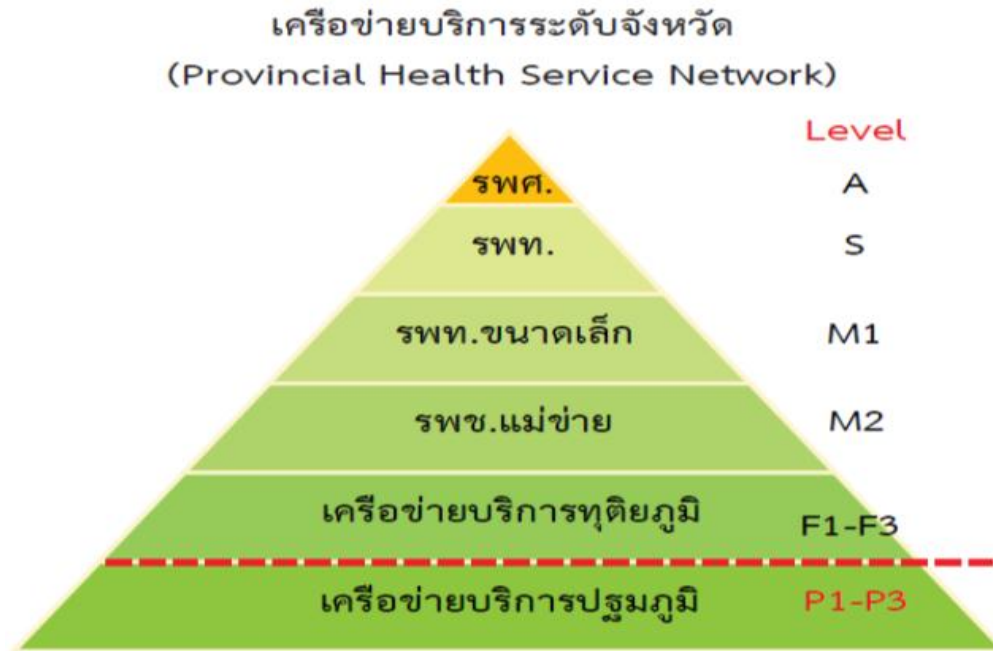 เครือข่ายบริการระดับจังหวัด
(Provincial Health Service Network)
Level
รพศ. A
รพท. S
รพท.ขนาดเล็ก M1
รพช.แม่ข่าย M2
เครือข่ายบริการทุติยภูมิ F1-F3
เครือข่ายบริการปฐมภูมิ P1-P3